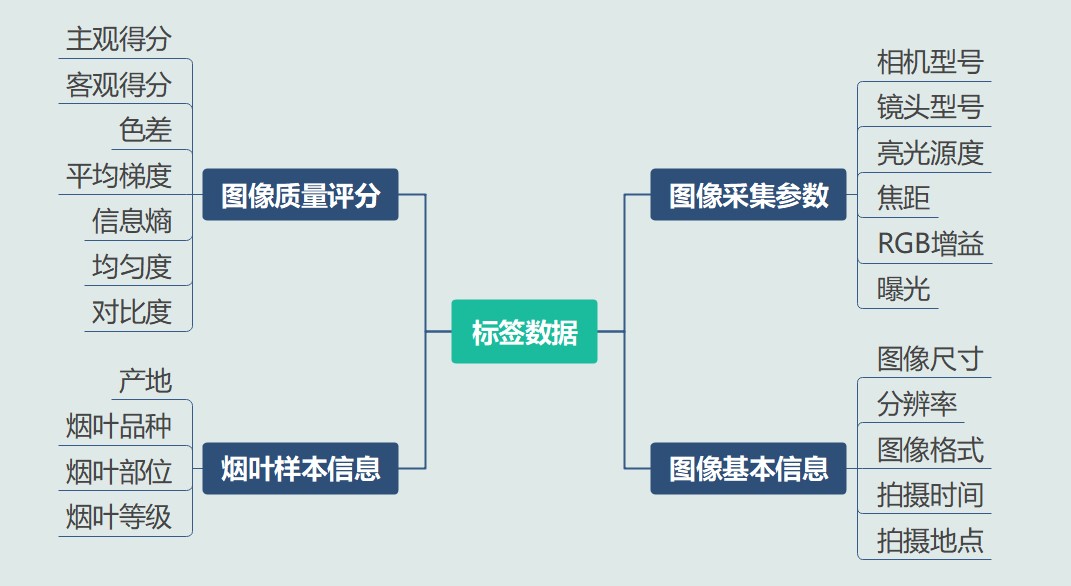 标签数据
图像质量评分
主观得分
客观得分
色差
平均梯度
信息熵
均匀度
对比度
烟叶样本信息
产地
烟叶品种
烟叶部位
烟叶等级
图像采集参数
相机型号
镜头型号
亮光源度
焦距
RGB增益
曝光
图像基本信息
图像尺寸
分辨率
图像格式
拍摄时间
拍摄地点